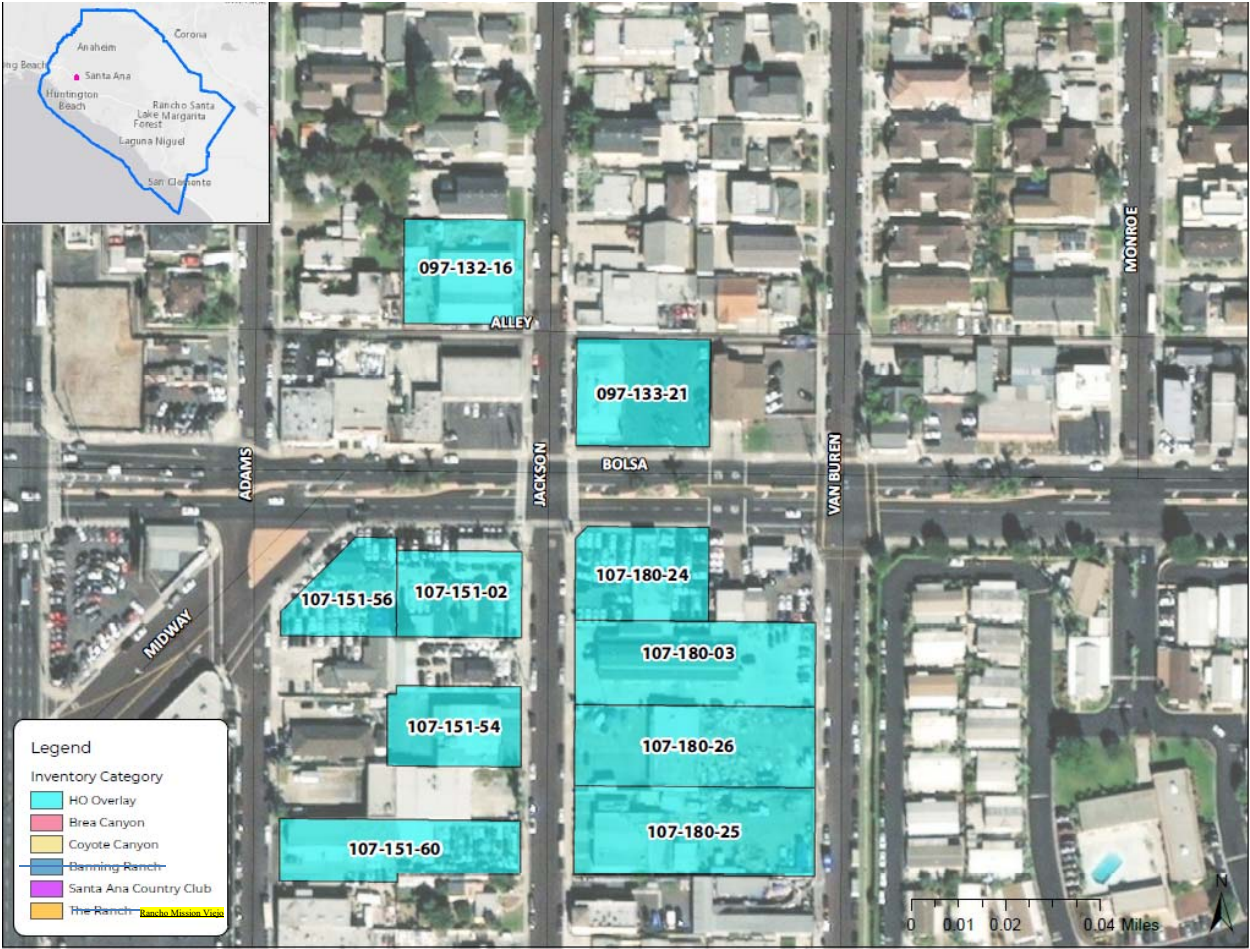 Anaheim
Corona
Santa Ana
Huntington
Beach
Rancho Santa
Lake Margarita
Forest
Laguna Niguel
San Clemente
097-132-16
ALLEY
097-133-21
MONROE
ADAMS
JACKSON
BOLSA
VAN BUREN
107-151-56
107-151-02
107-180-24
MIDWAY
107-180-03
107-151-54
107-180-26
107-180-25
107-151-60
Legend
Inventory Category
HO Overlay
Brea Canyon
Coyote Canyon
Banning Ranch
Santa Ana Country Club
The Ranch Rancho Mission Viejo
N
0 0.01 0.02 0.04 Miles